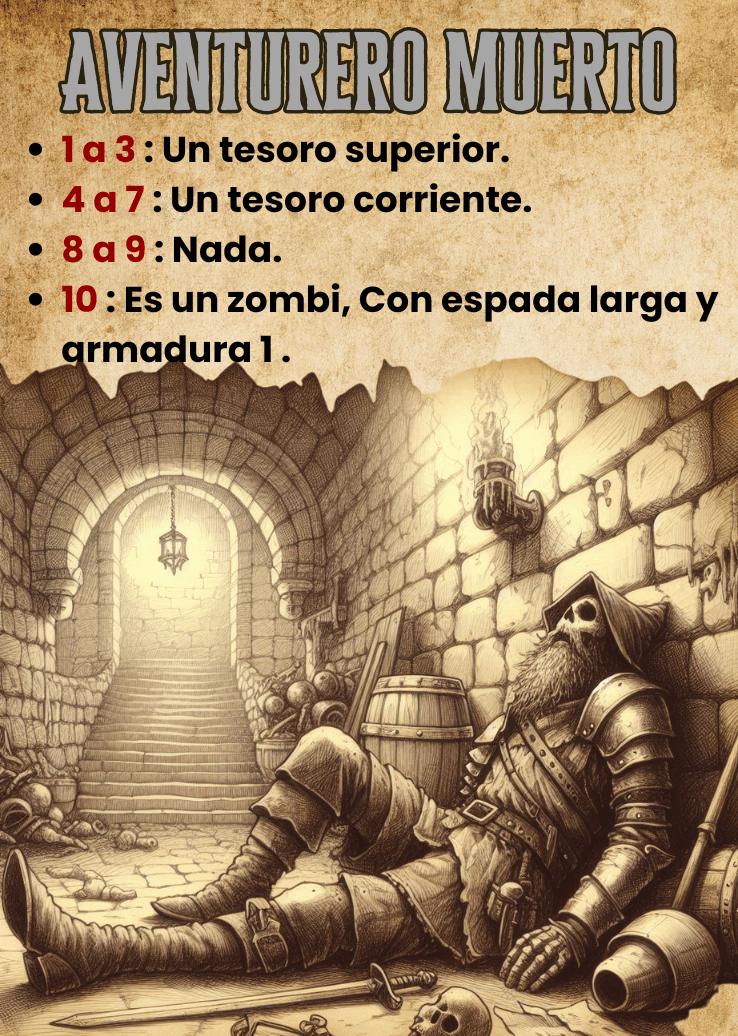 AVENTURERO MUERTO
• 1 a 3 : Un tesoro superior.
• 4 a 7 : Un tesoro corriente.
• 8 a 9 : Nada.
• 10 : Es un zombi, Con espada larga y
armadura 1 .